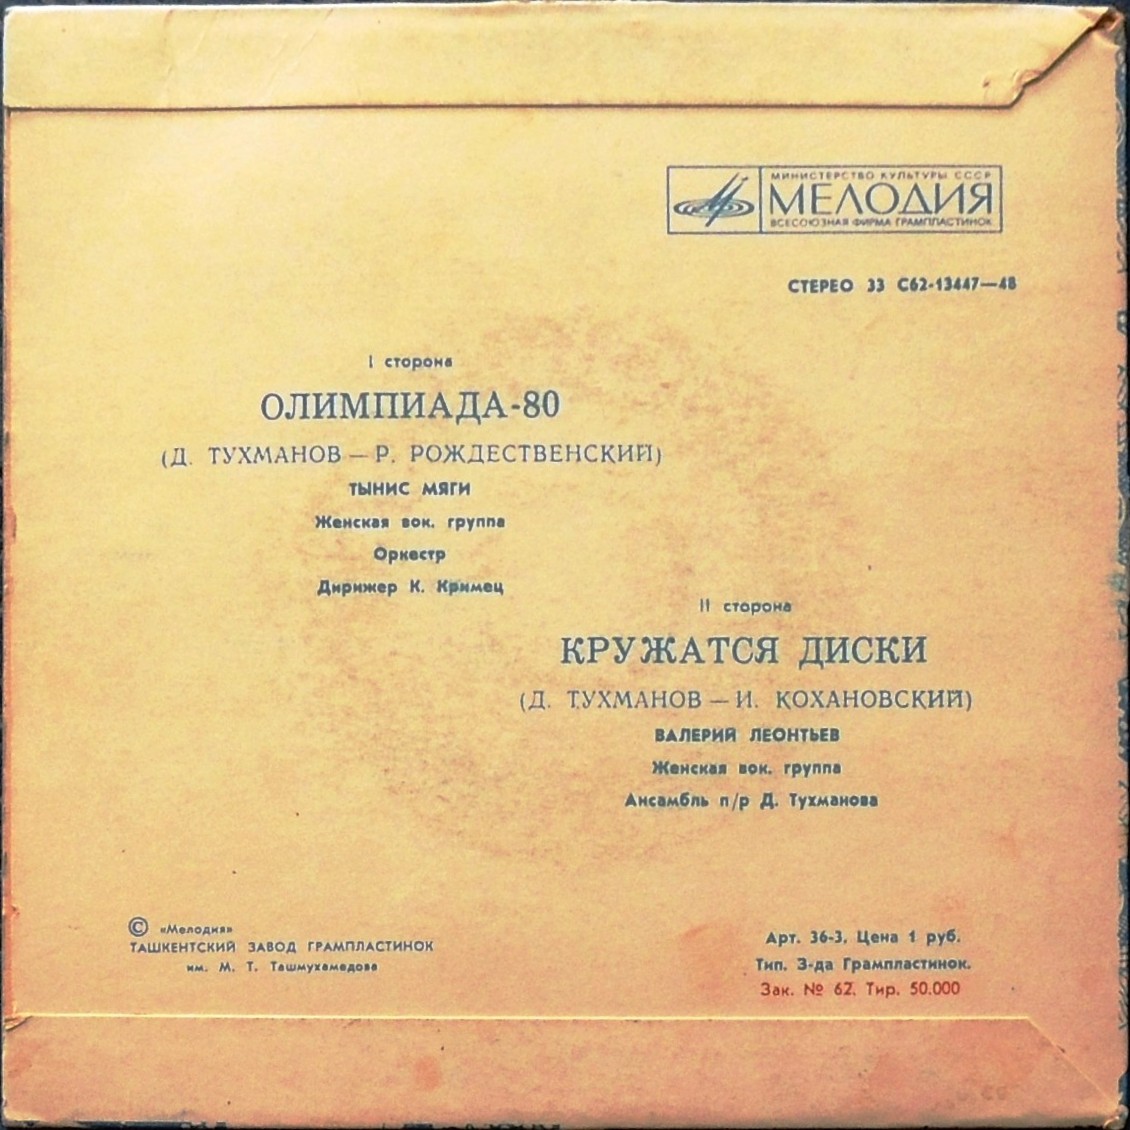 МИНИСТЕРСТВО КУЛЬТУРЫ СССР
МЕЛОДИЯ
ВСЕСОЮЗНАЯ ФИРМА ГРАМПЛАСТИНОК
СТЕРЕО 33 С62-13447—48
I сторона
ОЛИМПИАДА-80
(Д. ТУХМАНОВ — Р. РОЖДЕСТВЕНСКИЙ)
ТЫНИС МЯГИ
Женская вок. группа
Оркестр
Дирижер К. Кримец
II сторона
КРУЖАТСЯ ДИСКИ
(Д. ТУХМАНОВ — И. КОХАНОВСКИЙ)
ВАЛЕРИЙ ЛЕОНТЬЕВ
Женская вок. группа
Ансамбль п/р Д. Тухманова
© «Мелодия»
ТАШКЕНТСКИЙ ЗАВОД ГРАМПЛАСТИНОК
им. М. Т. Ташмухамедова
Арт. 36-3. Цена 1 руб.
Тип. З-да Грампластинок.
Зак. № 62. Тир. 50.000